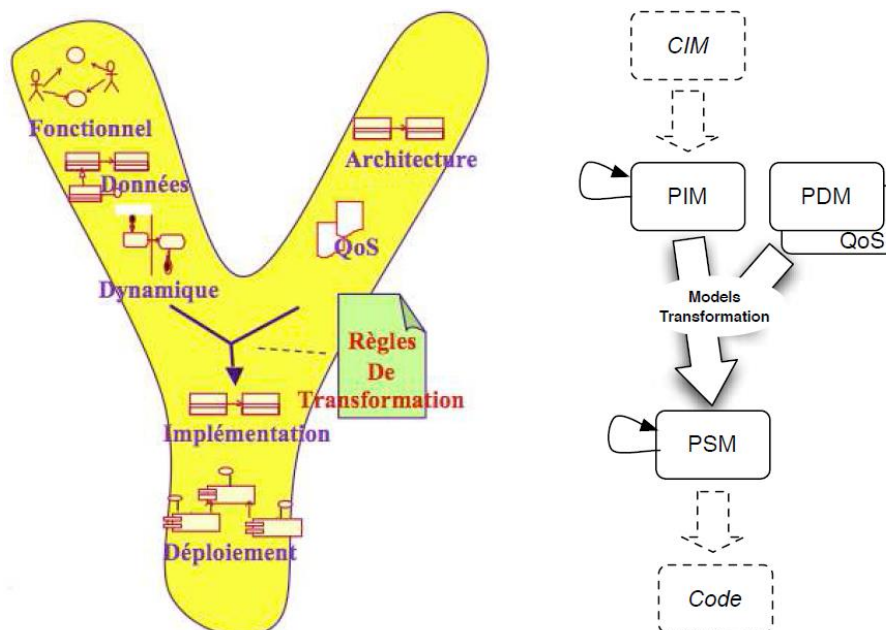 Fonctionnel
Données
Dynamique
Architecture
QoS
Règles
De
Transformation
Implémentation
Déploiement
CIM
PIM
PDM
QoS
Models
Transformation
PSM
Code